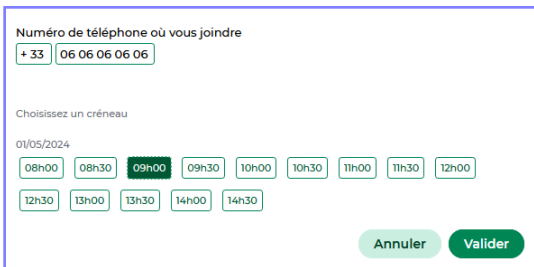 Numéro de téléphone où vous joindre
+ 33 06 06 06 06 06
Choisissez un créneau
01/05/2024
08h00 08h30 09h00 09h30 10h00 10h30 11h00 11h30 12h00
12h30 13h00 13h30 14h00 14h30
Annuler Valider